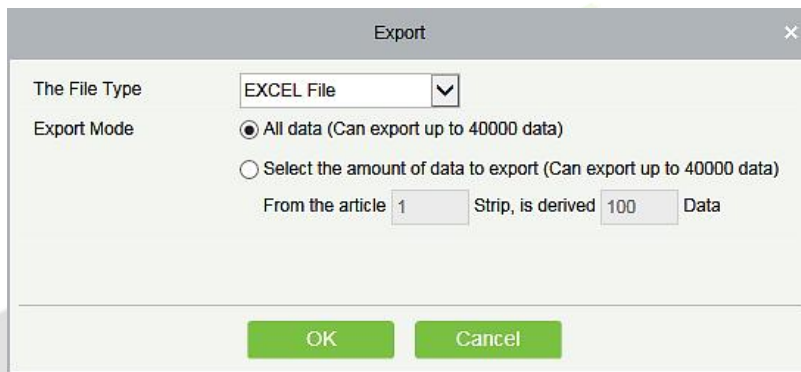 Export
The File Type EXCEL File
Export Mode All data (Can export up to 40000 data)
Select the amount of data to export (Can export up to 40000 data)
From the article 1 Strip, is derived 100 Data
OK Cancel